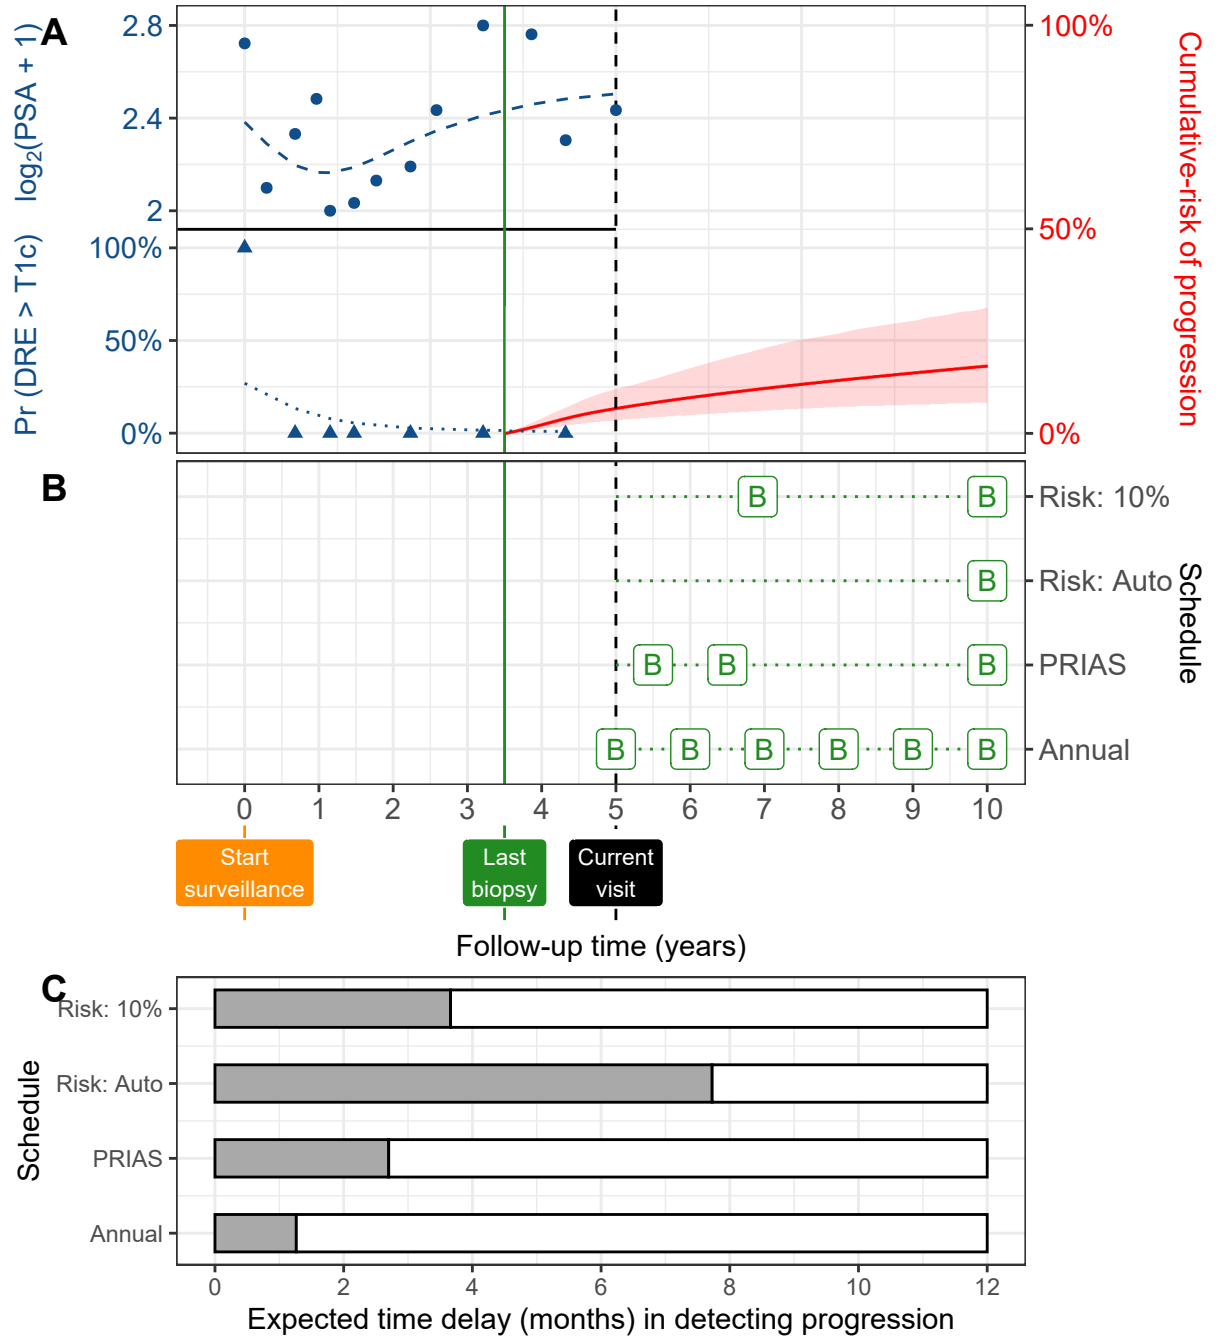 A
log₂(PSA + 1)
2.8
2.4
2
Pr (DRE > T1c)
100%
50%
0%
100%
50%
0%
Cumulative-risk of progression
B
B B Risk: 10%
B Risk: Auto
B B B PRIAS
B B B B B B Annual
Schedule
0 1 2 3 4 5 6 7 8 9 10
Start
surveillance
Last
biopsy
Current
visit
Follow-up time (years)
C
Risk: 10%
Risk: Auto
PRIAS
Annual
Schedule
0 2 4 6 8 10 12
Expected time delay (months) in detecting progression